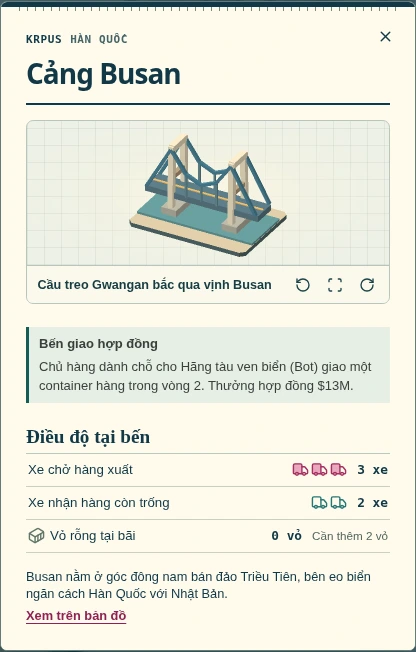 KRPUS HÀN QUỐC
Cảng Busan
Cầu treo Gwangan bắc qua vịnh Busan
Bến giao hợp đồng
Chủ hàng dành chỗ cho Hãng tàu ven biển (Bot) giao một
container hàng trong vòng 2. Thưởng hợp đồng $13M.
Điều độ tại bến
Xe chở hàng xuất 3 xe
Xe nhận hàng còn trống 2 xe
Vỏ rỗng tại bãi 0 vỏ Cần thêm 2 vỏ
Busan nằm ở góc đông nam bán đảo Triều Tiên, bên eo biển
ngăn cách Hàn Quốc với Nhật Bản.
Xem trên bản đồ